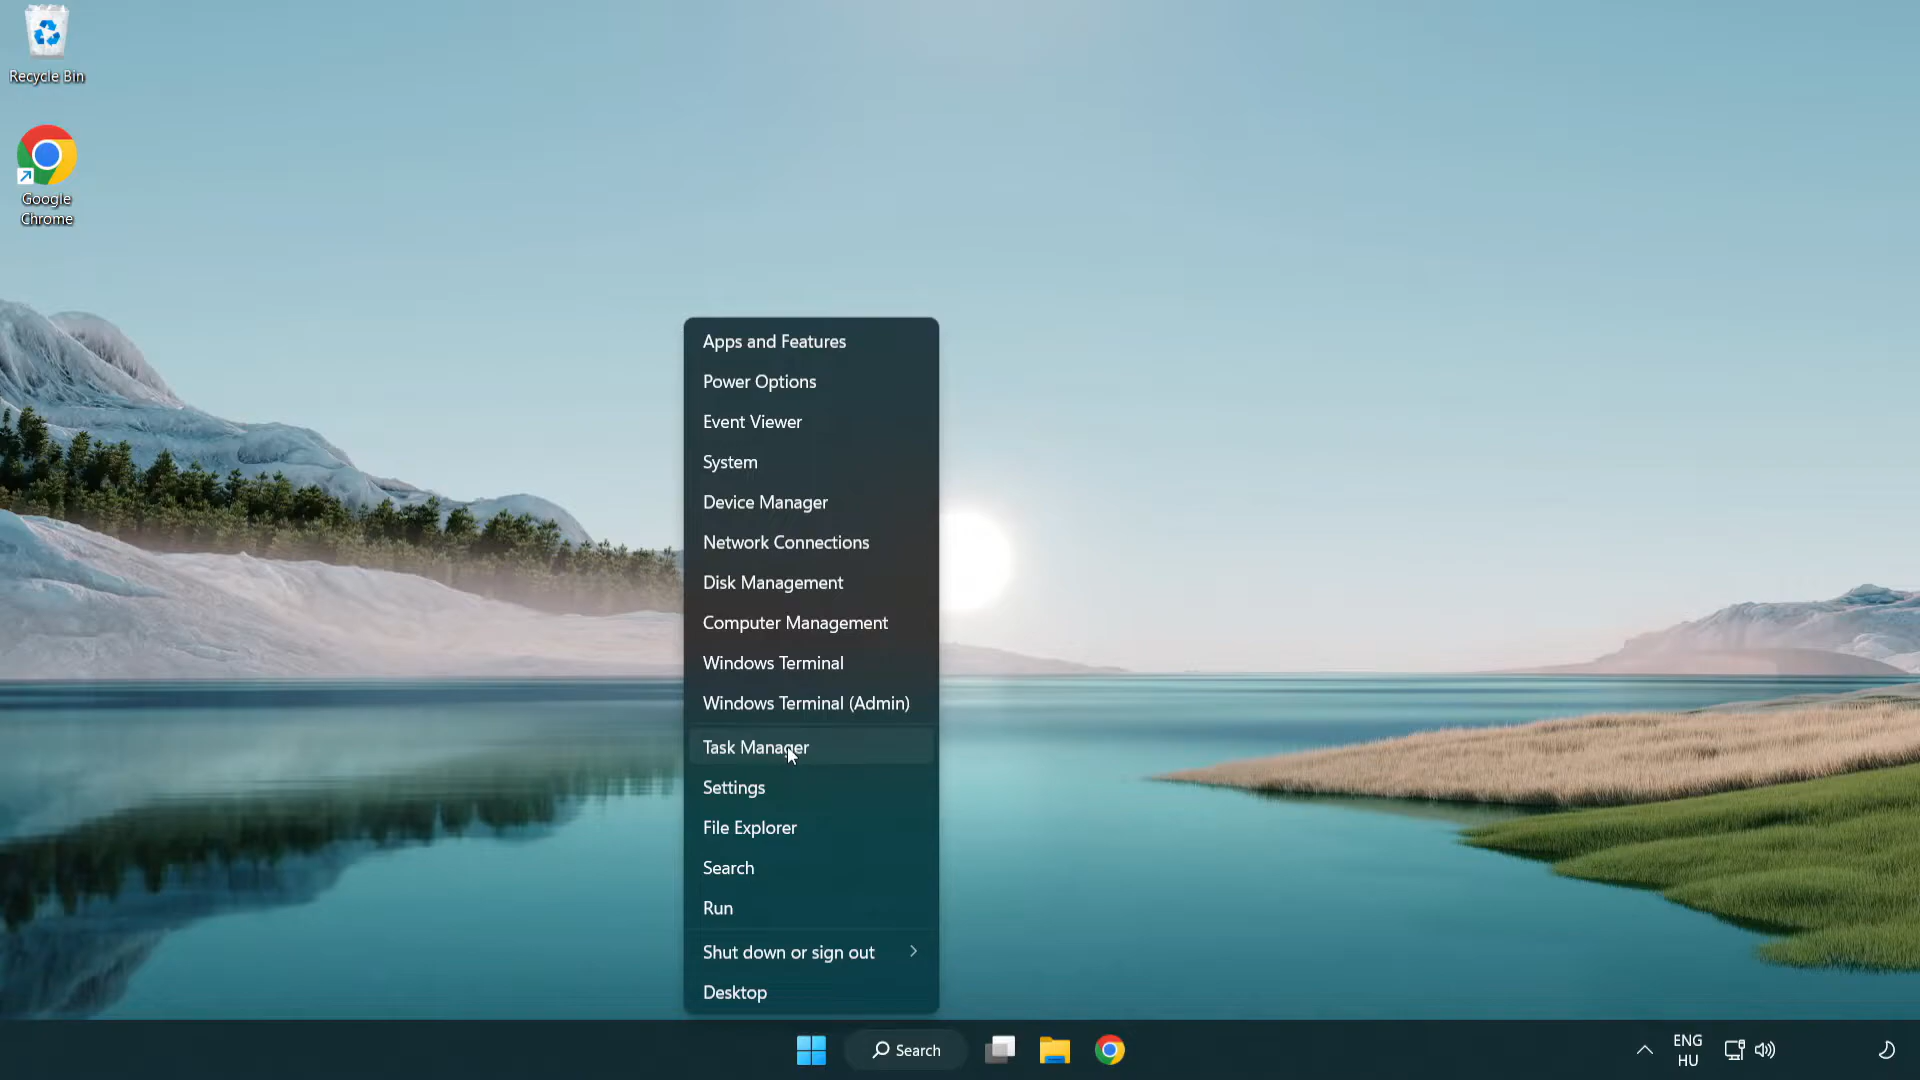 Recycle Bin
Google
Chrome
Apps and Features
Power Options
Event Viewer
System
Device Manager
Network Connections
Disk Management
Computer Management
Windows Terminal
Windows Terminal (Admin)
Task Manager
Settings
File Explorer
Search
Run
Shut down or sign out
Desktop
Search
ENG
HU